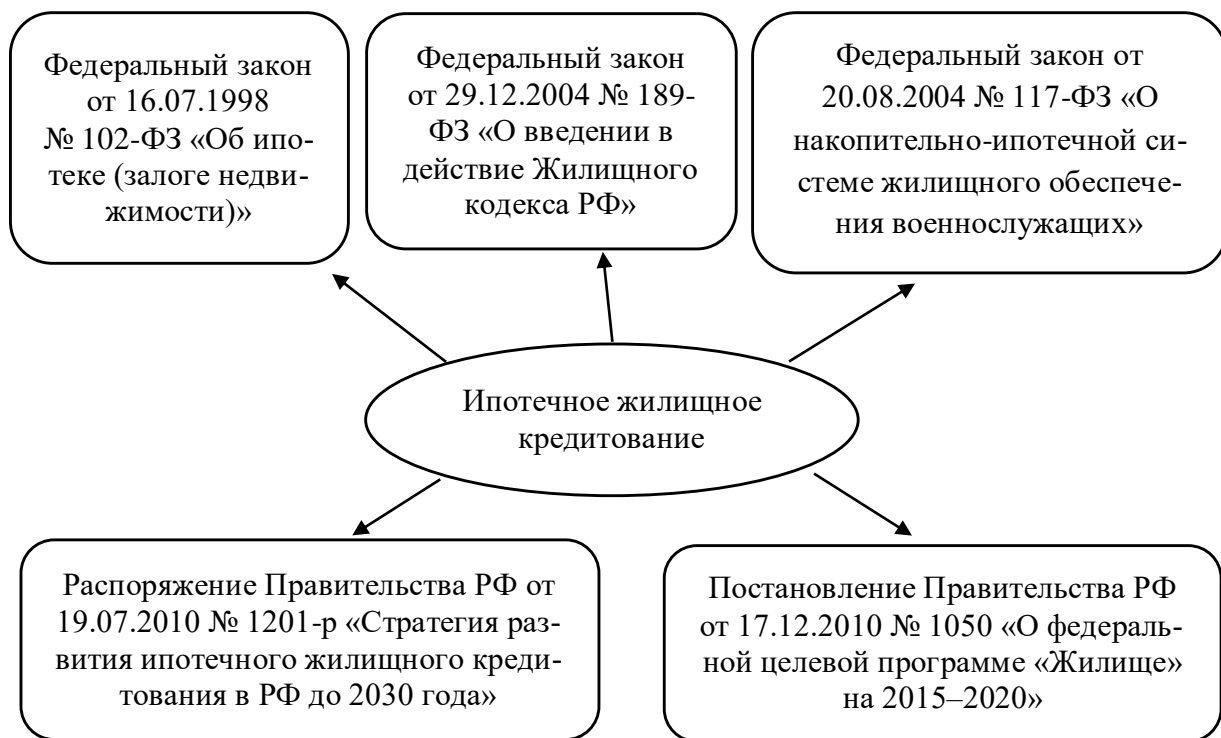 Федеральный закон
от 16.07.1998
№ 102-ФЗ «Об ипо-
теке (залоге недви-
жимости)»
Федеральный закон
от 29.12.2004 № 189-
ФЗ «О введении в
действие Жилищного
кодекса РФ»
Федеральный закон от
20.08.2004 № 117-ФЗ «О
накопительно-ипотечной си-
стеме жилищного обеспече-
ния военнослужащих»
Ипотечное жилищное
кредитование
Распоряжение Правительства РФ от
19.07.2010 № 1201-р «Стратегия раз-
вития ипотечного жилищного креди-
тования в РФ до 2030 года»
Постановление Правительства РФ
от 17.12.2010 № 1050 «О федераль-
ной целевой программе «Жилище»
на 2015–2020»